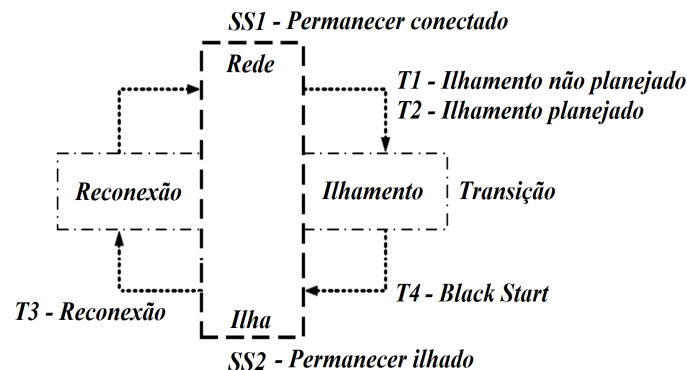 SS1 - Permanecer conectado
Rede
T1 - Ilhamento não planejado
T2 - Ilhamento planejado
Reconexão
Ilhamento
Transição
T4 - Black Start
T3 - Reconexão
Ilha
SS2 - Permanecer ilhado